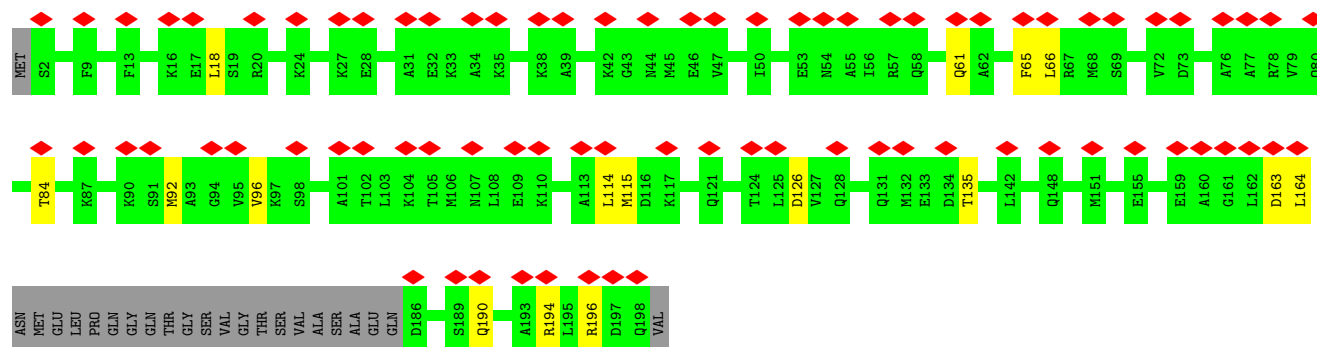 MET S2 F9 F13 K16 E17 L18 S19 R20 K24 K27 E28 A31 E32 K33 A34 K35 K38 A39 K42 G43 N44 M45 E46 V47 I50 E53 N54 A55 I56 R57 Q58 Q61 A62 F65 L66 R67 M68 S69 V72 D73 A76 A77 R78 V79 Q80
T84 K87 K90 S91 M92 A93 G94 V95 V96 K97 S98 A101 T102 L103 K104 T105 M106 N107 L108 E109 K110 A113 L114 M115 D116 K117 Q121 T124 L125 D126 V127 Q128 Q131 M132 E133 D134 T135 L142 Q148 M151 E155 E159 A160 G161 L162 D163 L164
ASN MET GLU LEU PRO GLN GLY GLN THR GLY SER VAL GLY THR SER VAL ALA SER ALA GLU GLN D186 S189 Q190 A193 R194 L195 R196 D197 Q198 VAL